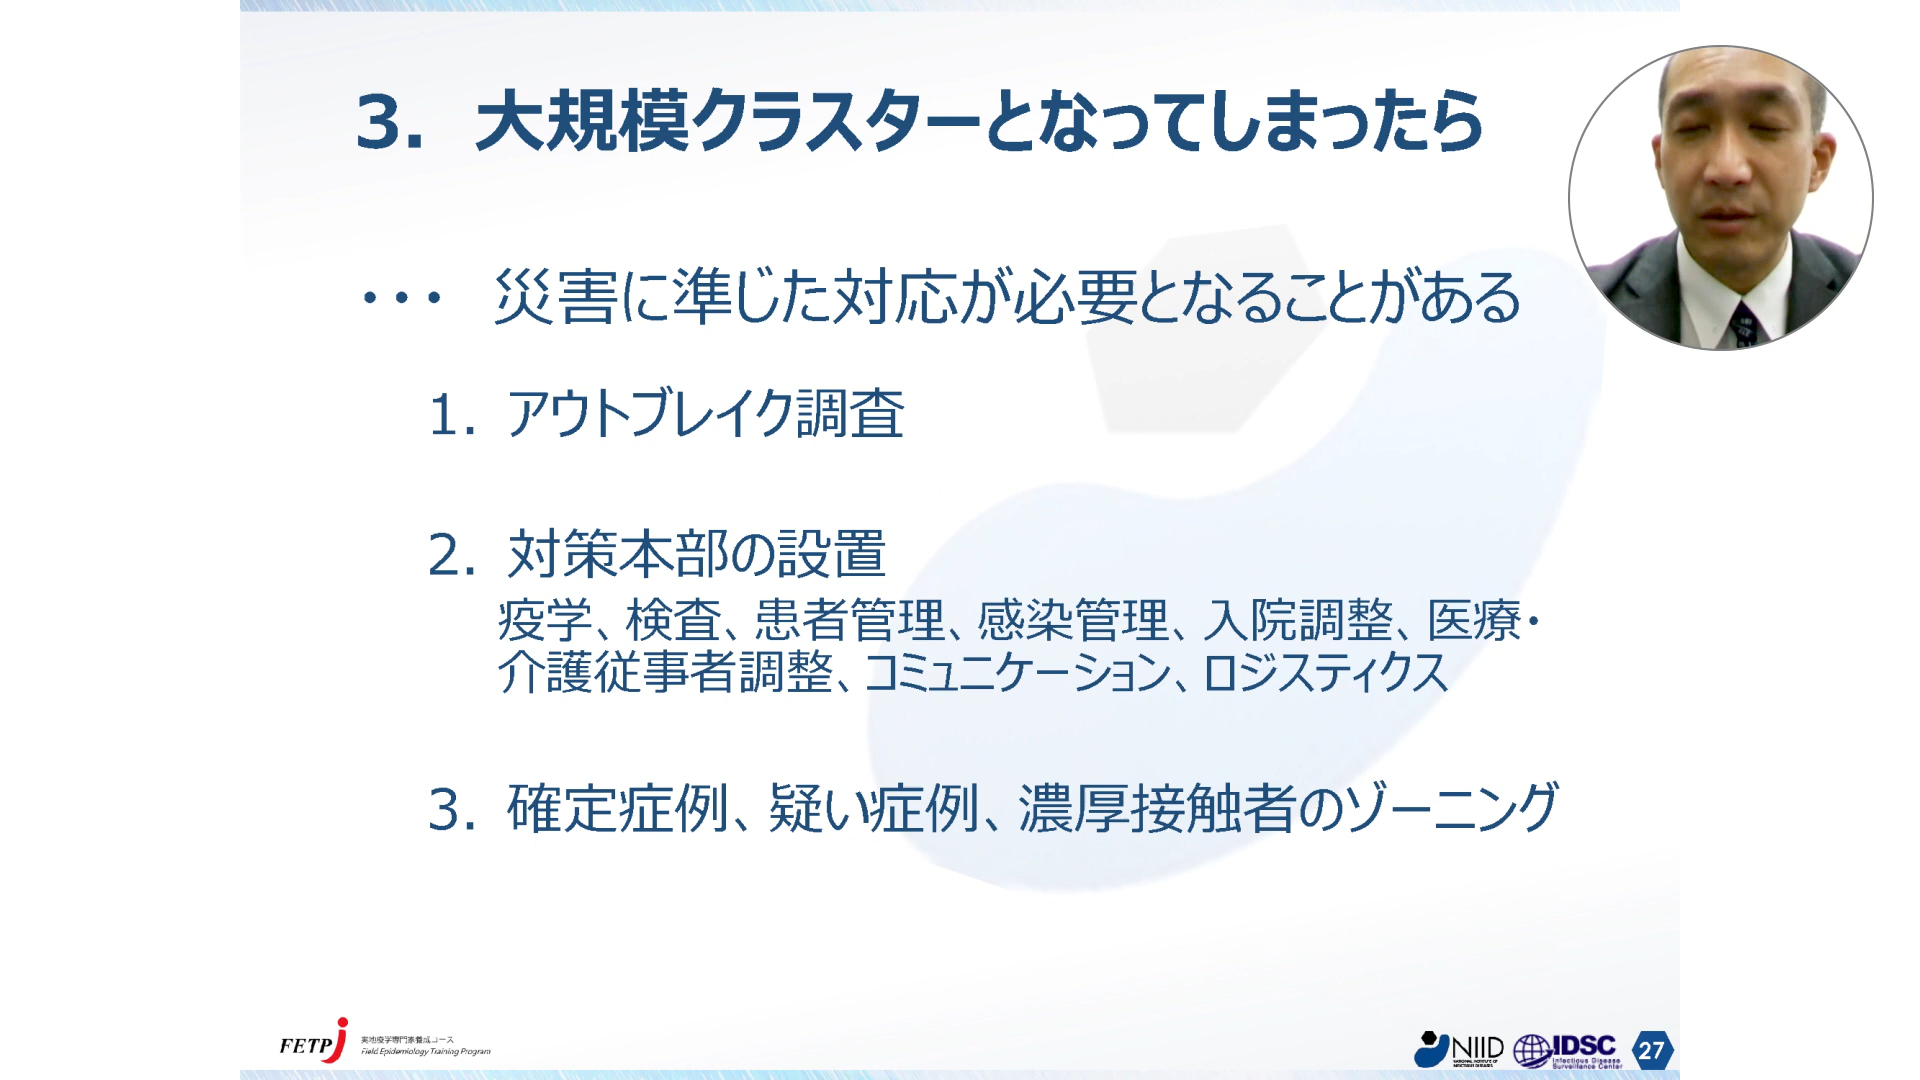 3. 大規模クラスターとなってしまったら
・・・ 災害に準じた対応が必要となることがある
1. アウトブレイク調査
2. 対策本部の設置
疫学、検査、患者管理、感染管理、入院調整、医療・
介護従事者調整、コミュニケーション、ロジスティクス
3. 確定症例、疑い症例、濃厚接触者のゾーニング
FETP j
実地疫学専門家養成コース
Field Epidemiology Training Program
NIID
NATIONAL INSTITUTE OF
INFECTIOUS DISEASES
IDSC
Infectious Disease
Surveillance Center
27